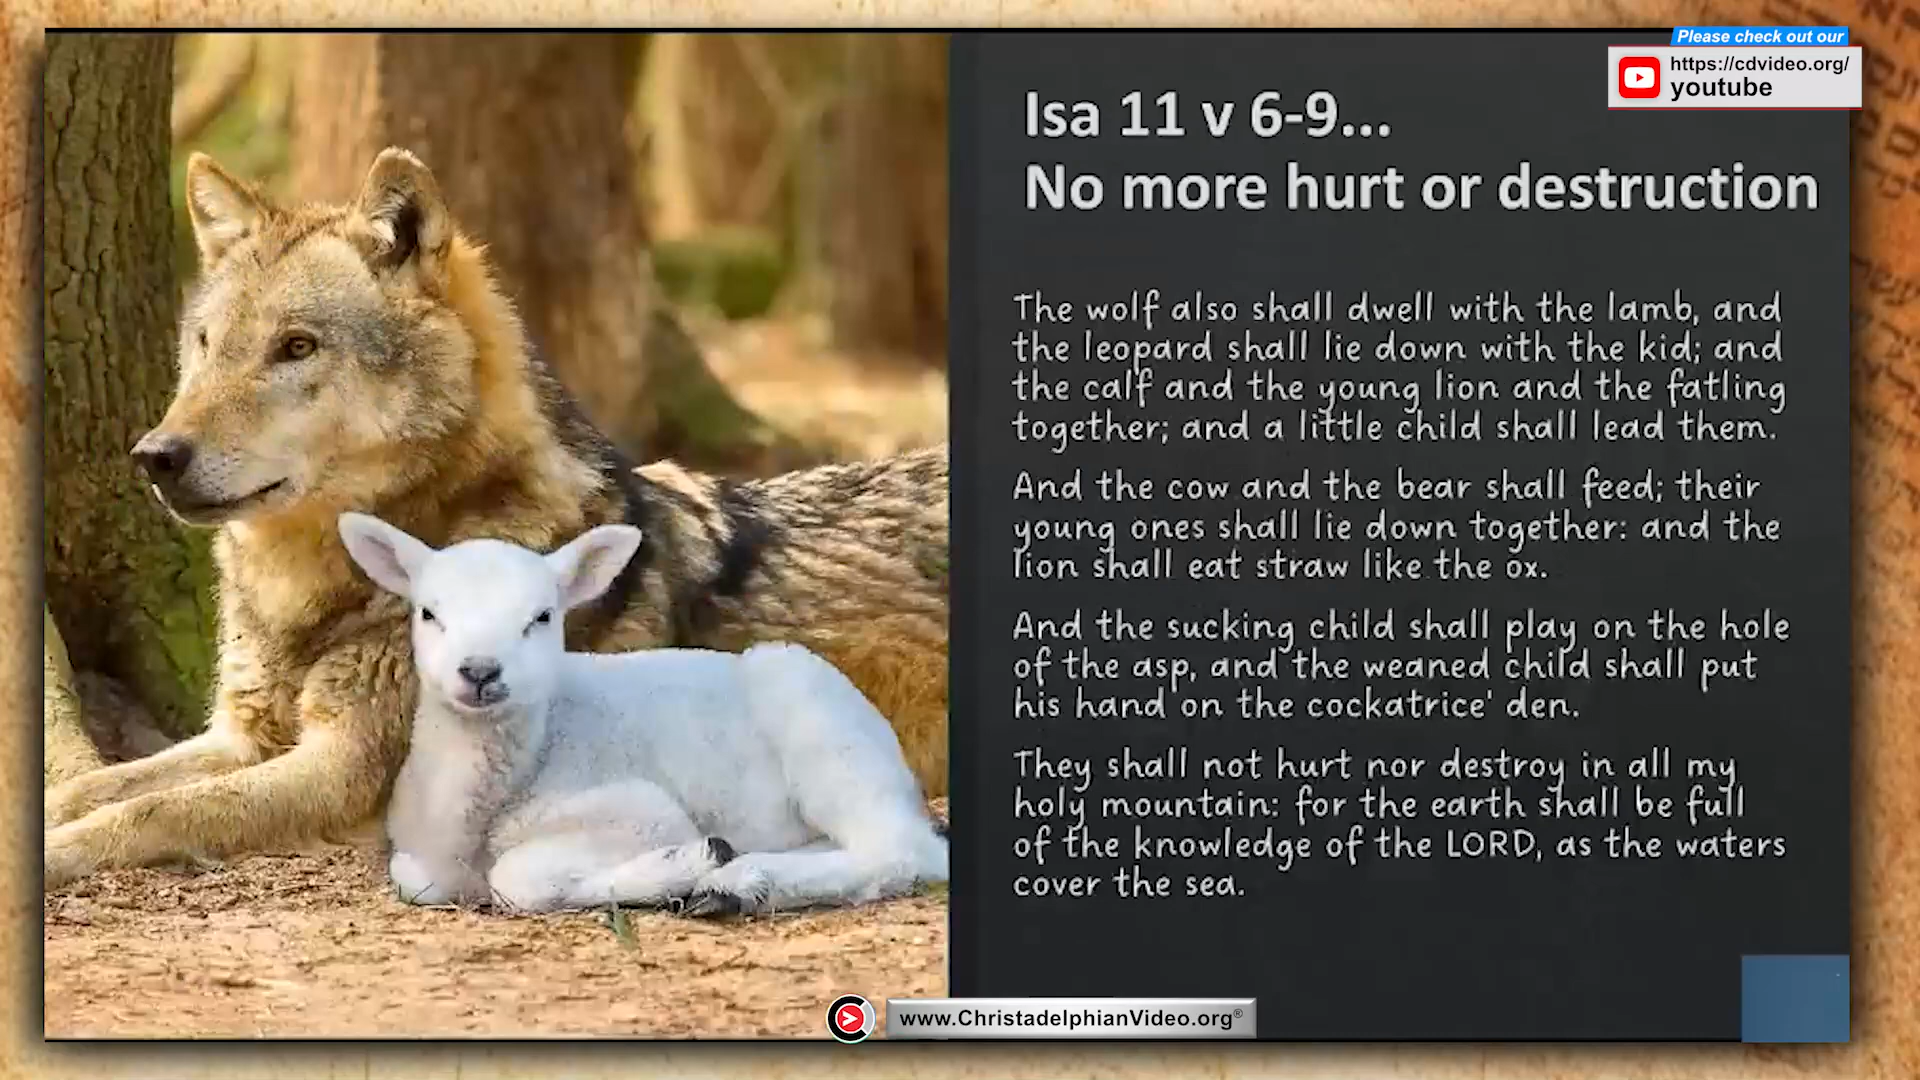 Please check out our
https://cdvideo.org/
youtube
Isa 11 v 6-9...
No more hurt or destruction
The wolf also shall dwell with the lamb, and
the leopard shall lie down with the kid; and
the calf and the young lion and the fatling
together; and a little child shall lead them.
And the cow and the bear shall feed; their
young ones shall lie down together: and the
lion shall eat straw like the ox.
And the sucking child shall play on the hole
of the asp, and the weaned child shall put
his hand on the cockatrice' den.
They shall not hurt nor destroy in all my
holy mountain: for the earth shall be full
of the knowledge of the LORD, as the waters
cover the sea.
www.ChristadelphianVideo.org®